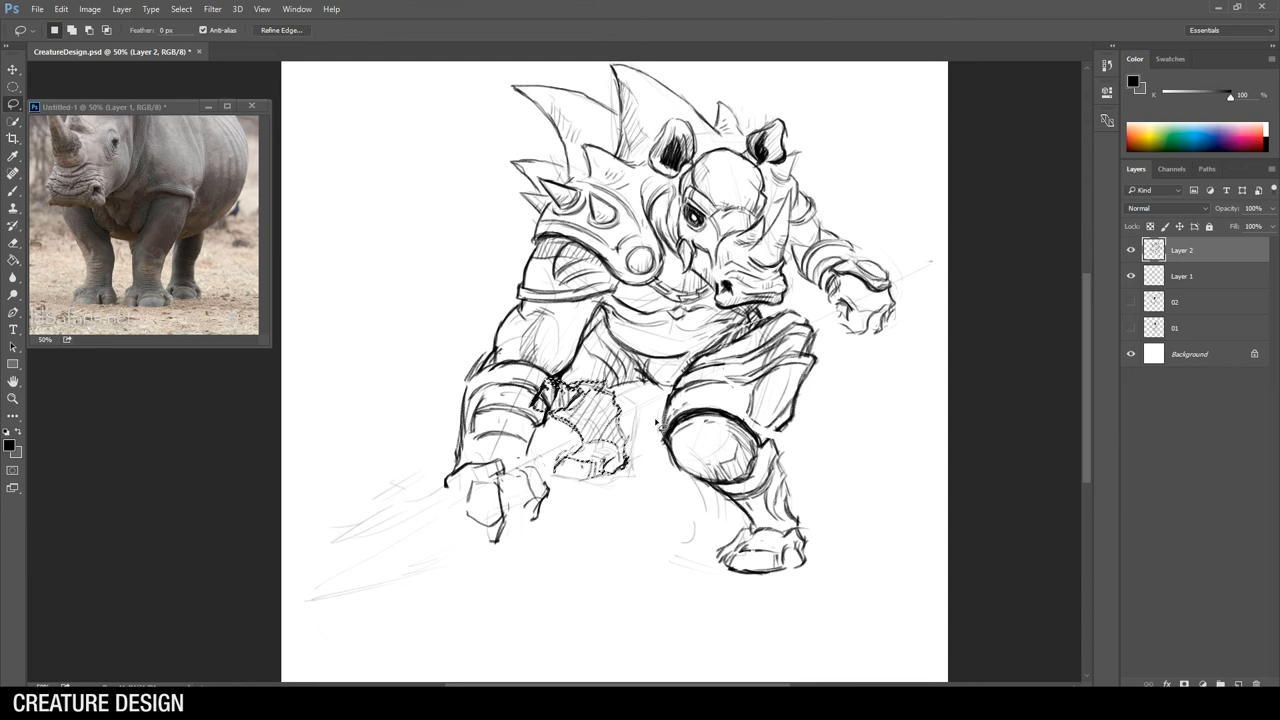 Ps File Edit Image Layer Type Select Filter 3D View Window Help
Feather: 0 px Anti-alias Refine Edge... Essentials
CreatureDesign.psd @ 50% (Layer 2, RGB/8) *
Color Swatches
K 100 %
Untitled-1 @ 50% (Layer 1, RGB/8) *
50%
Layers Channels Paths
Kind
Normal Opacity: 100%
Lock: Fill: 100%
Layer 2
Layer 1
02
01
Background
CREATURE DESIGN